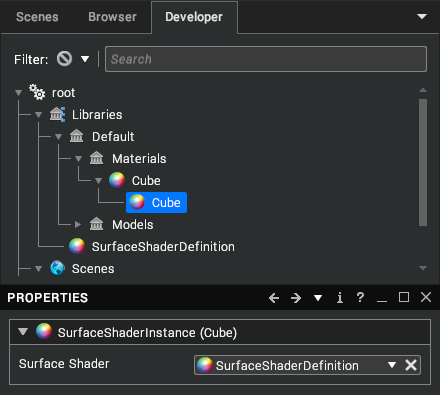 Scenes Browser Developer
Filter: Search
root
Libraries
Default
Materials
Cube
Cube
Models
SurfaceShaderDefinition
Scenes
PROPERTIES
SurfaceShaderInstance (Cube)
Surface Shader SurfaceShaderDefinition